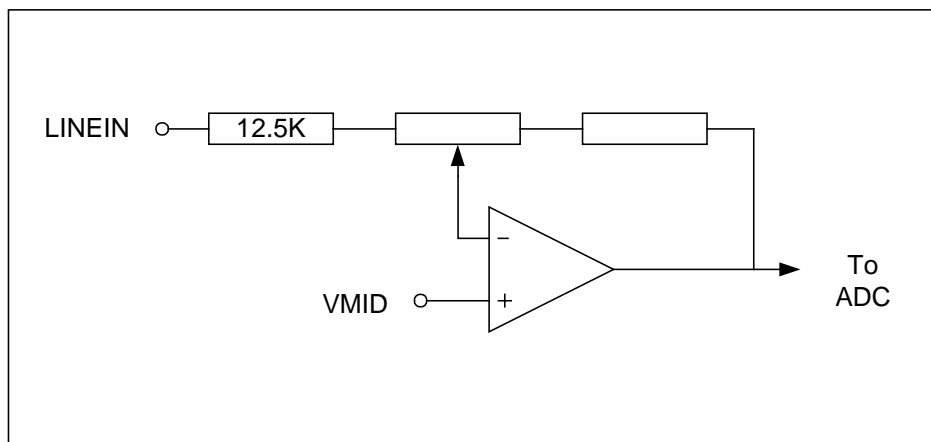 LINEIN
12.5K
−
+
VMID
To
ADC